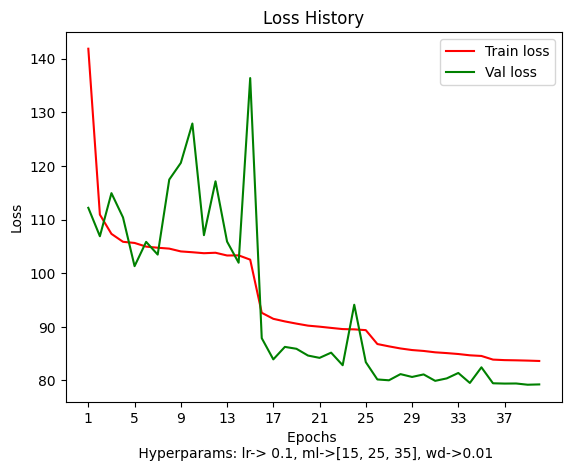 Loss History
Train loss
Val loss
Loss
140
130
120
110
100
90
80
1 5 9 13 17 21 25 29 33 37
Epochs
Hyperparams: lr-> 0.1, ml->[15, 25, 35], wd->0.01